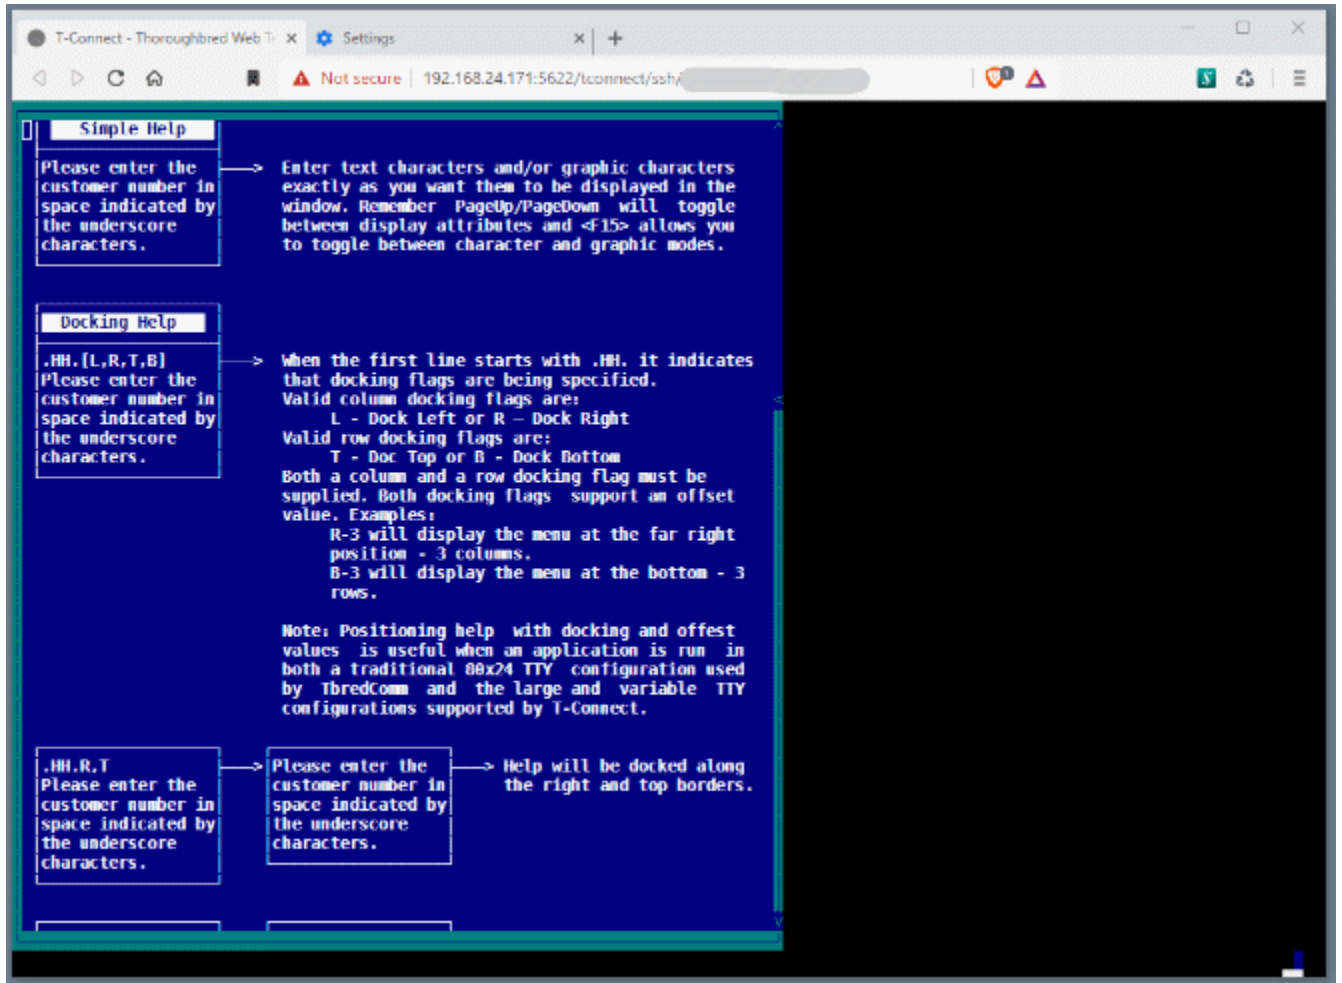 T-Connect - Thoroughbred Web T
Settings
Not secure
192.168.24.171:5622/tconnect/ssh/
Simple Help
Please enter the
customer number in
space indicated by
the underscore
characters.
Enter text characters and/or graphic characters
exactly as you want them to be displayed in the
window. Remember PageUp/PageDown will toggle
between display attributes and <F15> allows you
to toggle between character and graphic modes.
Docking Help
.HH.[L,R,T,B]
Please enter the
customer number in
space indicated by
the underscore
characters.
When the first line starts with .HH. it indicates
that docking flags are being specified.
Valid column docking flags are:
L - Dock Left or R – Dock Right
Valid row docking flags are:
T - Doc Top or B - Dock Bottom
Both a column and a row docking flag must be
supplied. Both docking flags support an offset
value. Examples:
R-3 will display the menu at the far right
position - 3 columns.
B-3 will display the menu at the bottom - 3
rows.
Note: Positioning help with docking and offest
values is useful when an application is run in
both a traditional 80x24 TTY configuration used
by TbredComm and the large and variable TTY
configurations supported by T-Connect.
.HH.R,T
Please enter the
customer number in
space indicated by
the underscore
characters.
Please enter the
customer number in
space indicated by
the underscore
characters.
Help will be docked along
the right and top borders.